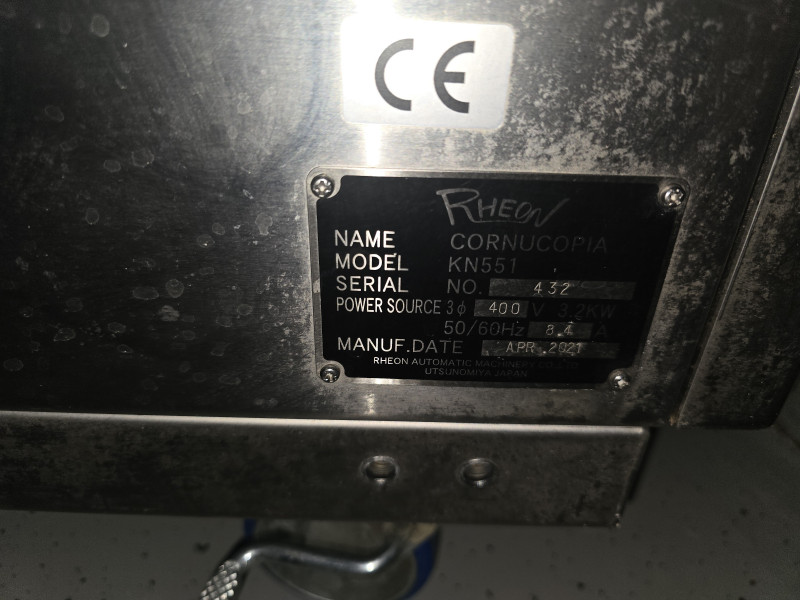 CE
RHEON
NAME CORNUCOPIA
MODEL KN551
SERIAL NO. 432
POWER SOURCE 3φ 400 V 3.2KW
50/60Hz 8.4 A
MANUF.DATE APR.2021
RHEON AUTOMATIC MACHINERY CO., LTD.
UTSUNOMIYA JAPAN